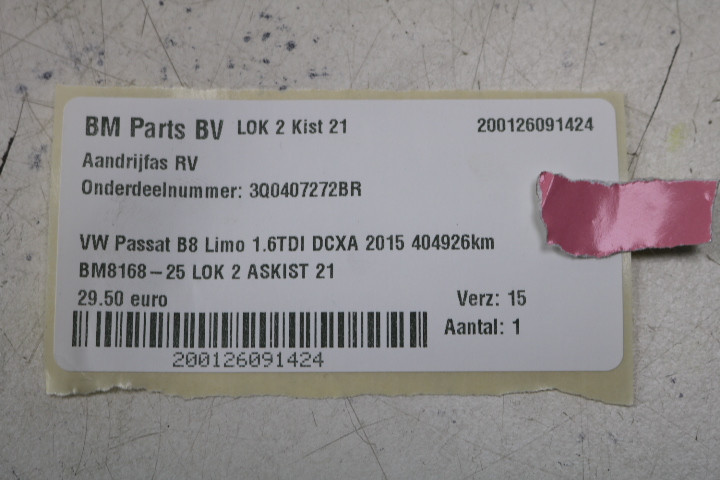 BM Parts BV LOK 2 Kist 21 200126091424
Aandrijfas RV
Onderdeelnummer: 3Q0407272BR
VW Passat B8 Limo 1.6TDI DCXA 2015 404926km
BM8168-25 LOK 2 ASKIST 21
29.50 euro Verz: 15
Aantal: 1
200126091424